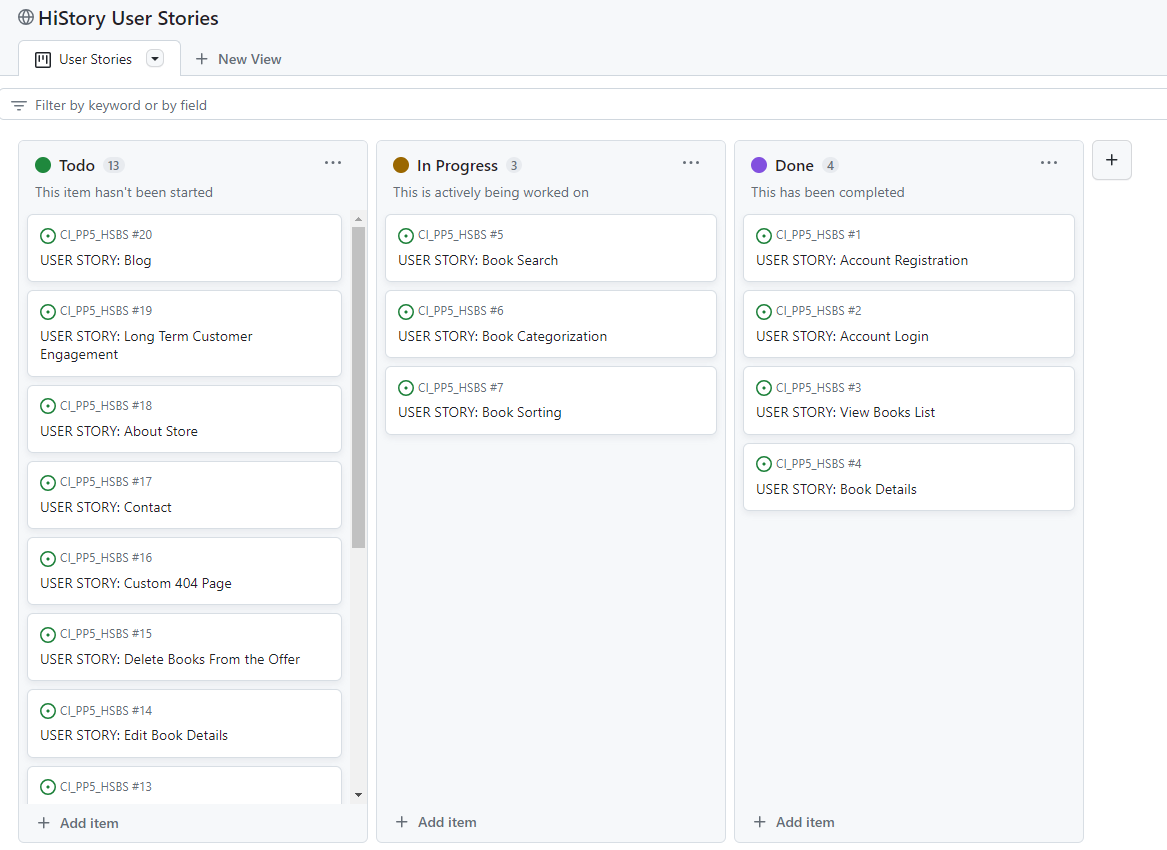 HiStory User Stories
User Stories
New View
Filter by keyword or by field
Todo 13
This item hasn't been started
CI_PP5_HSBS #20
USER STORY: Blog
CI_PP5_HSBS #19
USER STORY: Long Term Customer
Engagement
CI_PP5_HSBS #18
USER STORY: About Store
CI_PP5_HSBS #17
USER STORY: Contact
CI_PP5_HSBS #16
USER STORY: Custom 404 Page
CI_PP5_HSBS #15
USER STORY: Delete Books From the Offer
CI_PP5_HSBS #14
USER STORY: Edit Book Details
CI_PP5_HSBS #13
+ Add item
In Progress 3
This is actively being worked on
CI_PP5_HSBS #5
USER STORY: Book Search
CI_PP5_HSBS #6
USER STORY: Book Categorization
CI_PP5_HSBS #7
USER STORY: Book Sorting
+ Add item
Done 4
This has been completed
CI_PP5_HSBS #1
USER STORY: Account Registration
CI_PP5_HSBS #2
USER STORY: Account Login
CI_PP5_HSBS #3
USER STORY: View Books List
CI_PP5_HSBS #4
USER STORY: Book Details
+ Add item